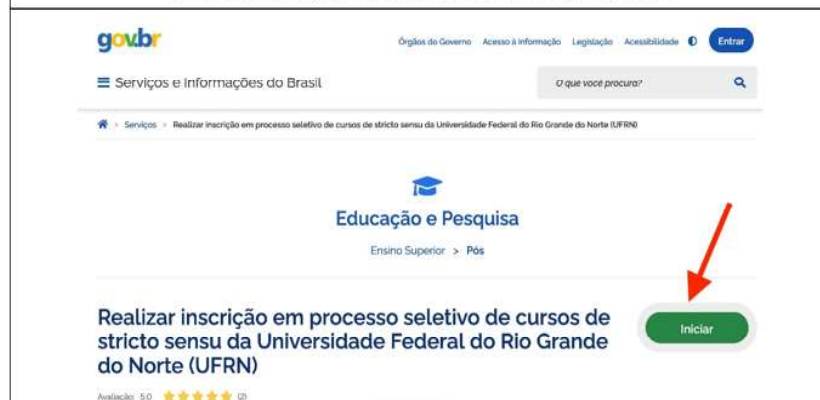 gov.br
Órgãos do Governo Acesso à Informação Legislação Acessibilidade Entrar
Serviços e Informações do Brasil
O que você procura?
> Serviços > Realizar inscrição em processo seletivo de cursos de stricto sensu da Universidade Federal do Rio Grande do Norte (UFRN)
Educação e Pesquisa
Ensino Superior > Pós
Realizar inscrição em processo seletivo de cursos de
stricto sensu da Universidade Federal do Rio Grande
do Norte (UFRN)
Iniciar
Avaliação: 5.0 (2)